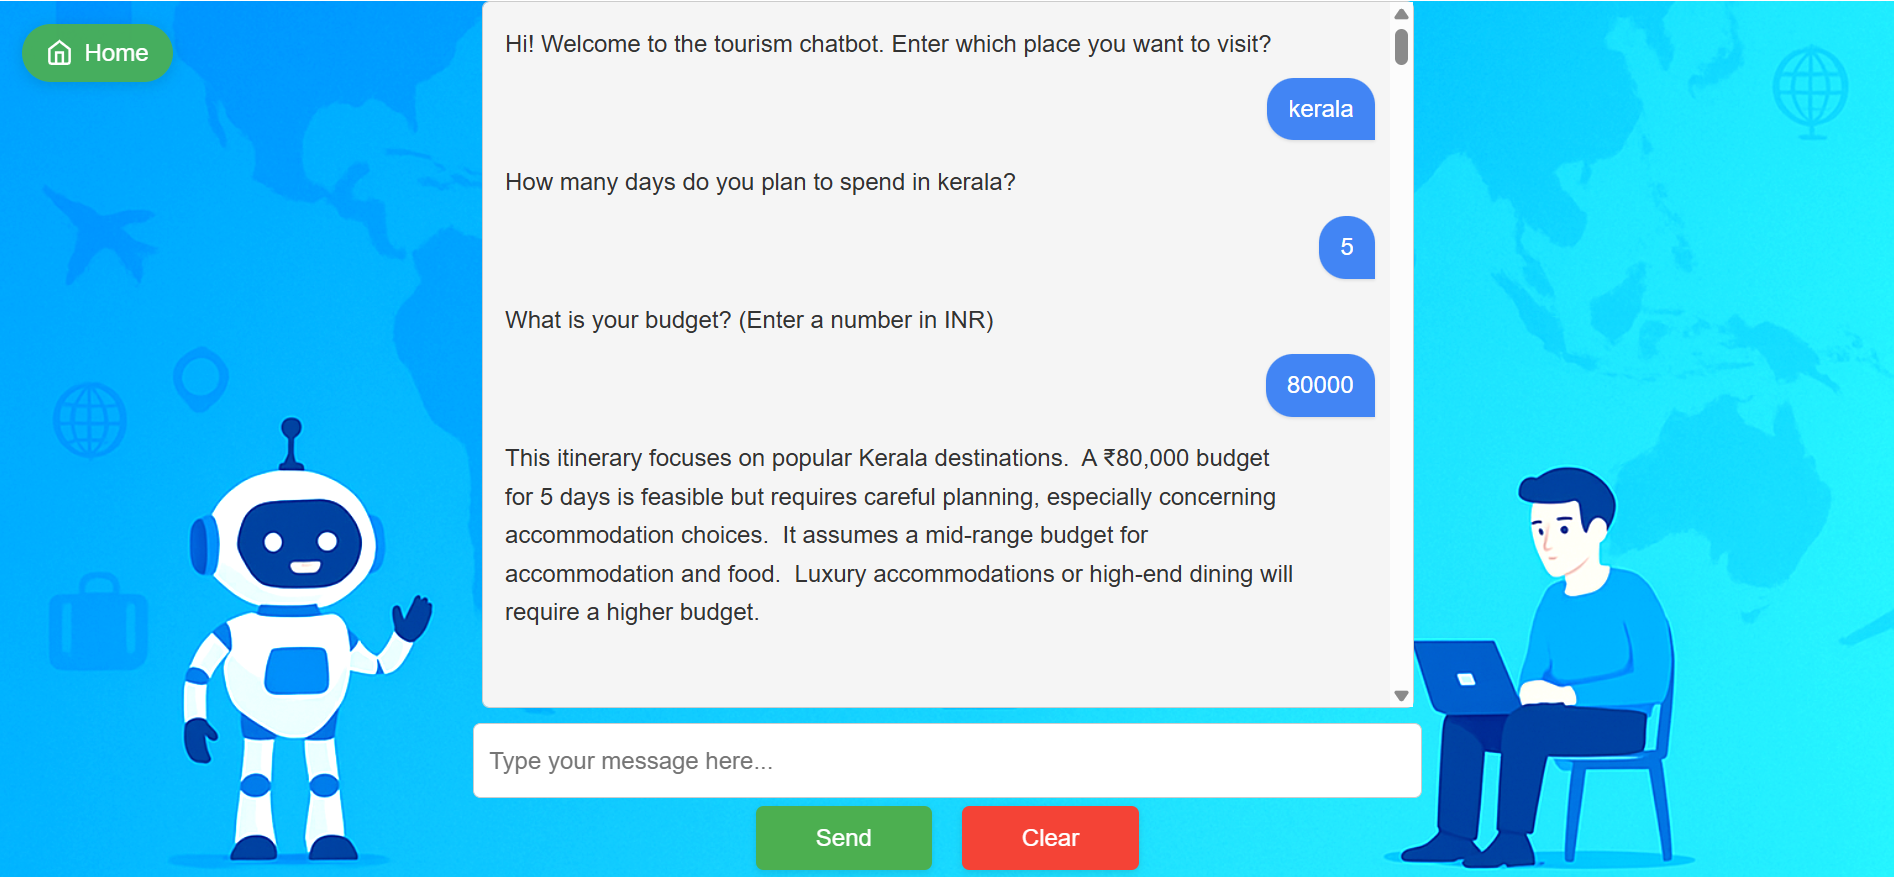 Home
Hi! Welcome to the tourism chatbot. Enter which place you want to visit?
kerala
How many days do you plan to spend in kerala?
5
What is your budget? (Enter a number in INR)
80000
This itinerary focuses on popular Kerala destinations.  A ₹80,000 budget
for 5 days is feasible but requires careful planning, especially concerning
accommodation choices.  It assumes a mid-range budget for
accommodation and food.  Luxury accommodations or high-end dining will
require a higher budget.
Type your message here...
Send
Clear